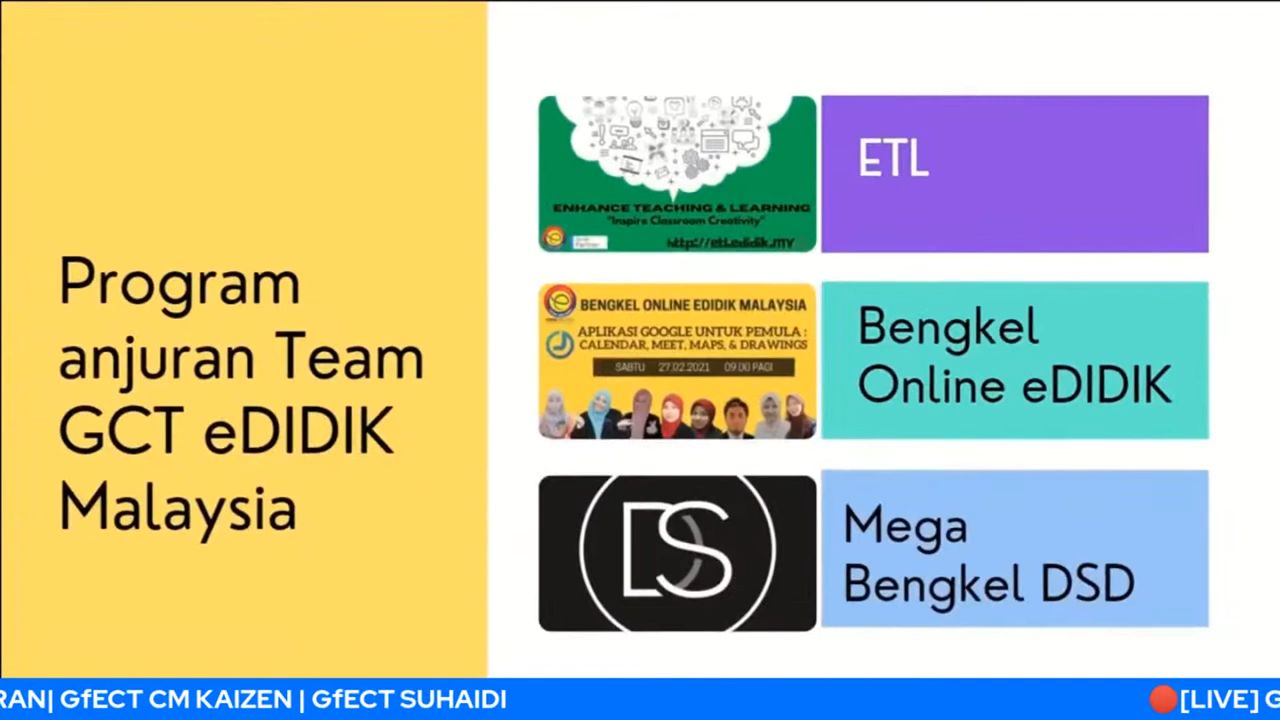 Program
anjuran Team
GCT eDIDIK
Malaysia
ENHANCE TEACHING & LEARNING
"Inspire Classroom Creativity"
http://etl.edidik.MY
ETL
BENGKEL ONLINE EDIDIK MALAYSIA
APLIKASI GOOGLE UNTUK PEMULA :
CALENDAR, MEET, MAPS, & DRAWINGS
SABTU 27.02.2021 09.00 PAGI
Bengkel
Online eDIDIK
DS
Mega
Bengkel DSD
RAN| GfECT CM KAIZEN | GfECT SUHAIDI
[LIVE] G